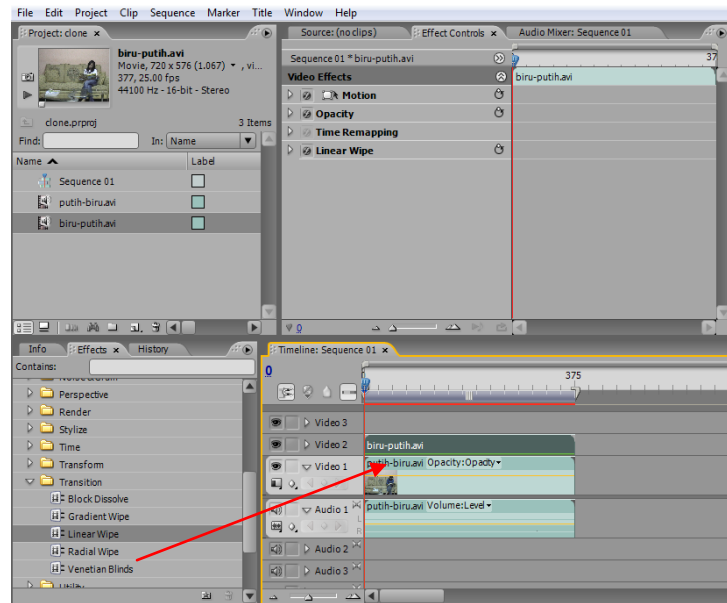 File Edit Project Clip Sequence Marker Title Window Help
Project: clone ×
biru-putih.avi
Movie, 720 x 576 (1.067) ▾ , vi...
377, 25.00 fps
44100 Hz - 16-bit - Stereo
clone.prproj 3 Items
Find: In: Name
Name Label
Sequence 01
putih-biru.avi
biru-putih.avi
Source: (no clips) Effect Controls × Audio Mixer: Sequence 01
Sequence 01 * biru-putih.avi
37
Video Effects
biru-putih.avi
Motion
Opacity
Time Remapping
Linear Wipe
0
Info Effects × History
Contains:
Perspective
Render
Stylize
Time
Transform
Transition
Block Dissolve
Gradient Wipe
Linear Wipe
Radial Wipe
Venetian Blinds
Timeline: Sequence 01 ×
0
375
Video 3
Video 2 biru-putih.avi
Video 1 putih-biru.avi Opacity:Opacity ▾
Audio 1 putih-biru.avi Volume:Level ▾
L
R
Audio 2
Audio 3